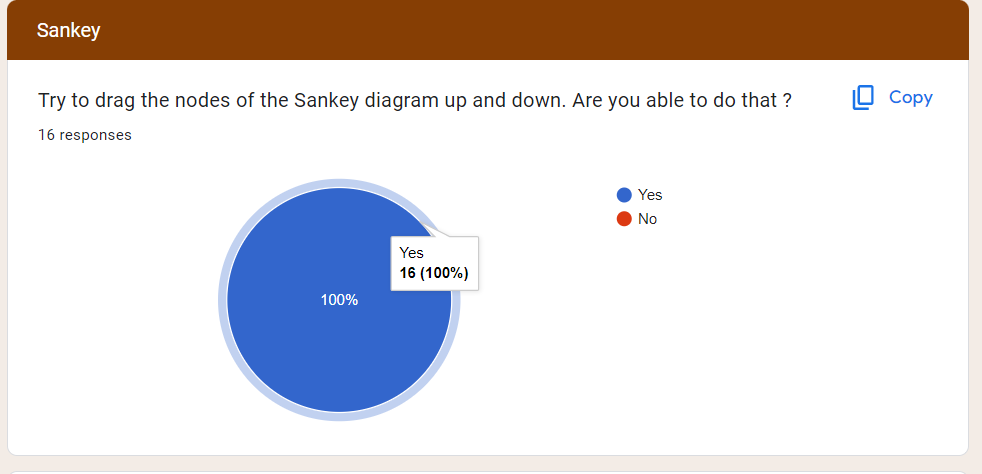 Sankey
Try to drag the nodes of the Sankey diagram up and down. Are you able to do that ?
Copy
16 responses
Yes
No
Yes
16 (100%)
100%